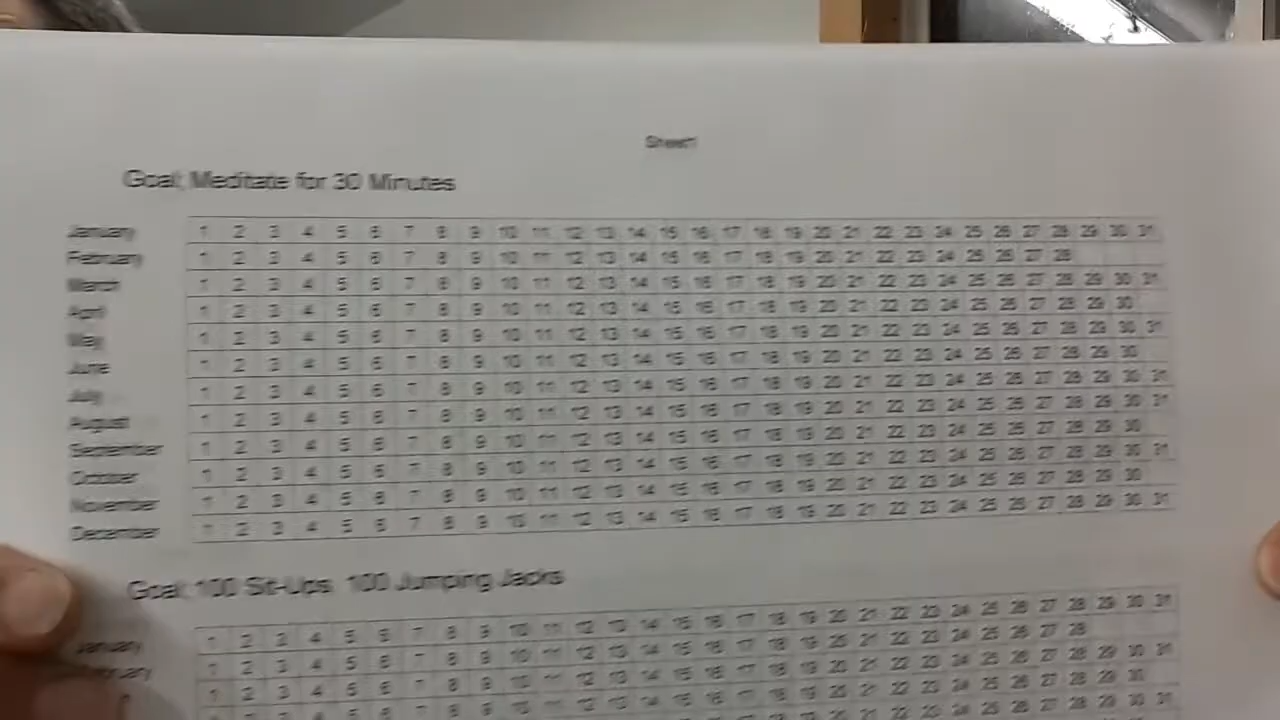 Sheet1
Goal; Meditate for 30 Minutes
January 1 2 3 4 5 6 7 8 9 10 11 12 13 14 15 16 17 18 19 20 21 22 23 24 25 26 27 28 29 30 31
February 1 2 3 4 5 6 7 8 9 10 11 12 13 14 15 16 17 18 19 20 21 22 23 24 25 26 27 28
March 1 2 3 4 5 6 7 8 9 10 11 12 13 14 15 16 17 18 19 20 21 22 23 24 25 26 27 28 29 30 31
April 1 2 3 4 5 6 7 8 9 10 11 12 13 14 15 16 17 18 19 20 21 22 23 24 25 26 27 28 29 30
May 1 2 3 4 5 6 7 8 9 10 11 12 13 14 15 16 17 18 19 20 21 22 23 24 25 26 27 28 29 30 31
June 1 2 3 4 5 6 7 8 9 10 11 12 13 14 15 16 17 18 19 20 21 22 23 24 25 26 27 28 29 30
July 1 2 3 4 5 6 7 8 9 10 11 12 13 14 15 16 17 18 19 20 21 22 23 24 25 26 27 28 29 30 31
August 1 2 3 4 5 6 7 8 9 10 11 12 13 14 15 16 17 18 19 20 21 22 23 24 25 26 27 28 29 30 31
September 1 2 3 4 5 6 7 8 9 10 11 12 13 14 15 16 17 18 19 20 21 22 23 24 25 26 27 28 29 30
October 1 2 3 4 5 6 7 8 9 10 11 12 13 14 15 16 17 18 19 20 21 22 23 24 25 26 27 28 29 30 31
November 1 2 3 4 5 6 7 8 9 10 11 12 13 14 15 16 17 18 19 20 21 22 23 24 25 26 27 28 29 30
December 1 2 3 4 5 6 7 8 9 10 11 12 13 14 15 16 17 18 19 20 21 22 23 24 25 26 27 28 29 30 31
Goal; 100 Sit-Ups 100 Jumping Jacks
January 1 2 3 4 5 6 7 8 9 10 11 12 13 14 15 16 17 18 19 20 21 22 23 24 25 26 27 28 29 30 31
1 2 3 4 5 6 7 8 9 10 11 12 13 14 15 16 17 18 19 20 21 22 23 24 25 26 27 28
1 2 3 4 5 6 7 8 9 10 11 12 13 14 15 16 17 18 19 20 21 22 23 24 25 26 27 28 29 30 31